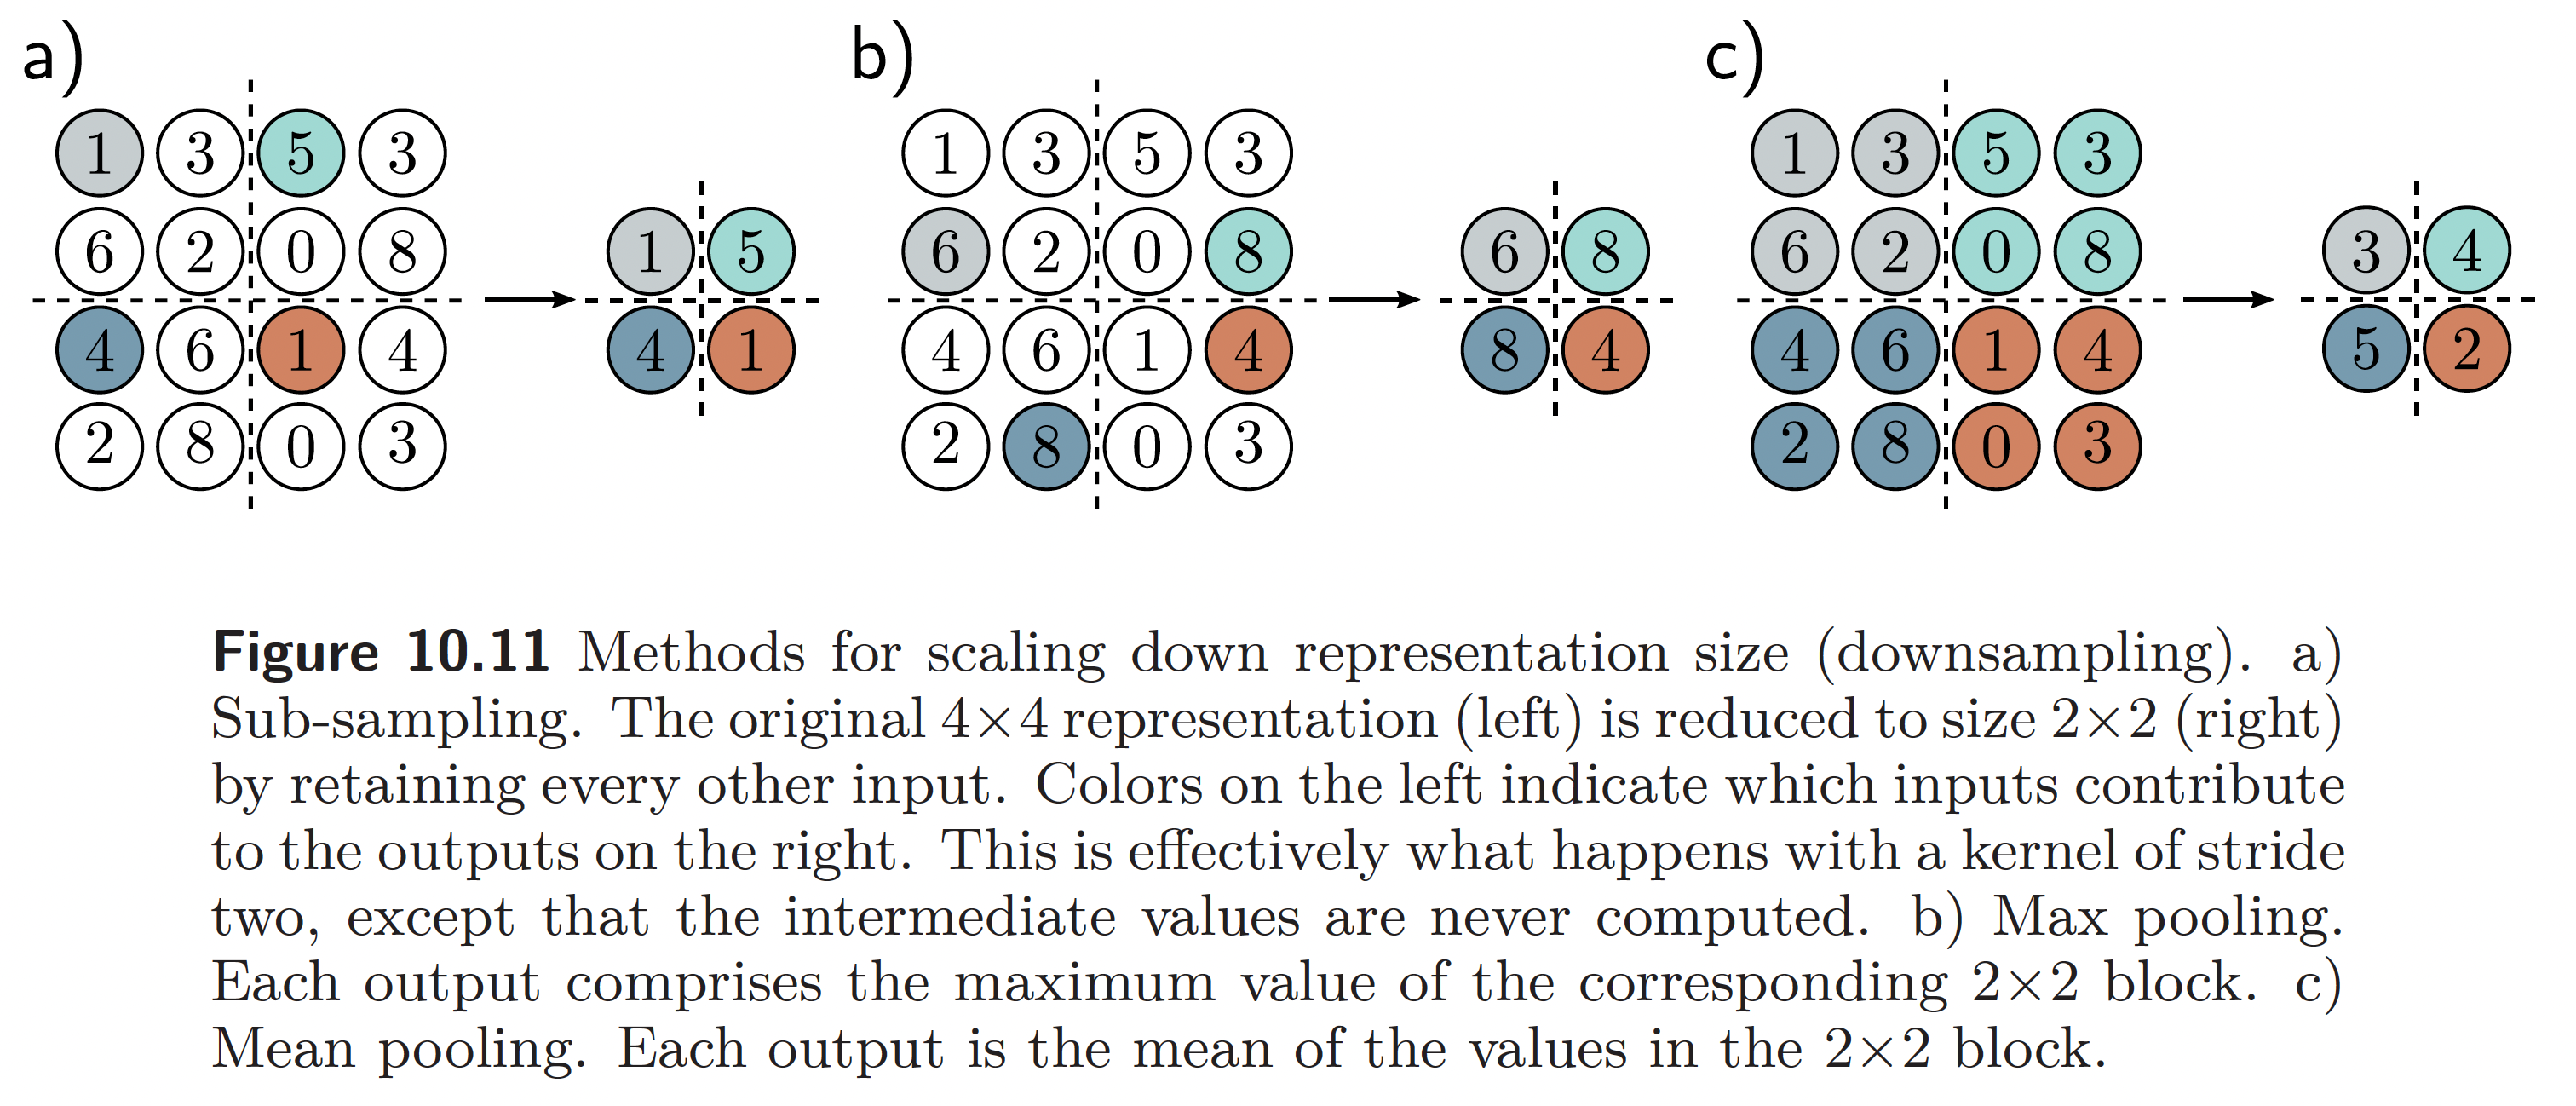 a) b) c)
1 3 5 3
6 2 0 8
4 6 1 4
2 8 0 3
1 5
4 1
1 3 5 3
6 2 0 8
4 6 1 4
2 8 0 3
6 8
8 4
1 3 5 3
6 2 0 8
4 6 1 4
2 8 0 3
3 4
5 2
Figure 10.11 Methods for scaling down representation size (downsampling). a)
Sub-sampling. The original 4×4 representation (left) is reduced to size 2×2 (right)
by retaining every other input. Colors on the left indicate which inputs contribute
to the outputs on the right. This is effectively what happens with a kernel of stride
two, except that the intermediate values are never computed. b) Max pooling.
Each output comprises the maximum value of the corresponding 2×2 block. c)
Mean pooling. Each output is the mean of the values in the 2×2 block.